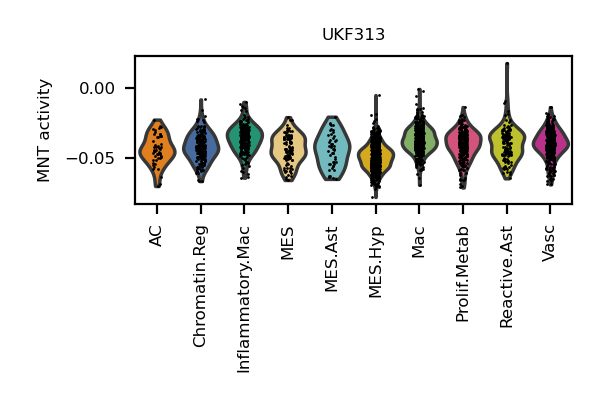 UKF313
MNT activity
0.00
−0.05
AC
Chromatin.Reg
Inflammatory.Mac
MES
MES.Ast
MES.Hyp
Mac
Prolif.Metab
Reactive.Ast
Vasc